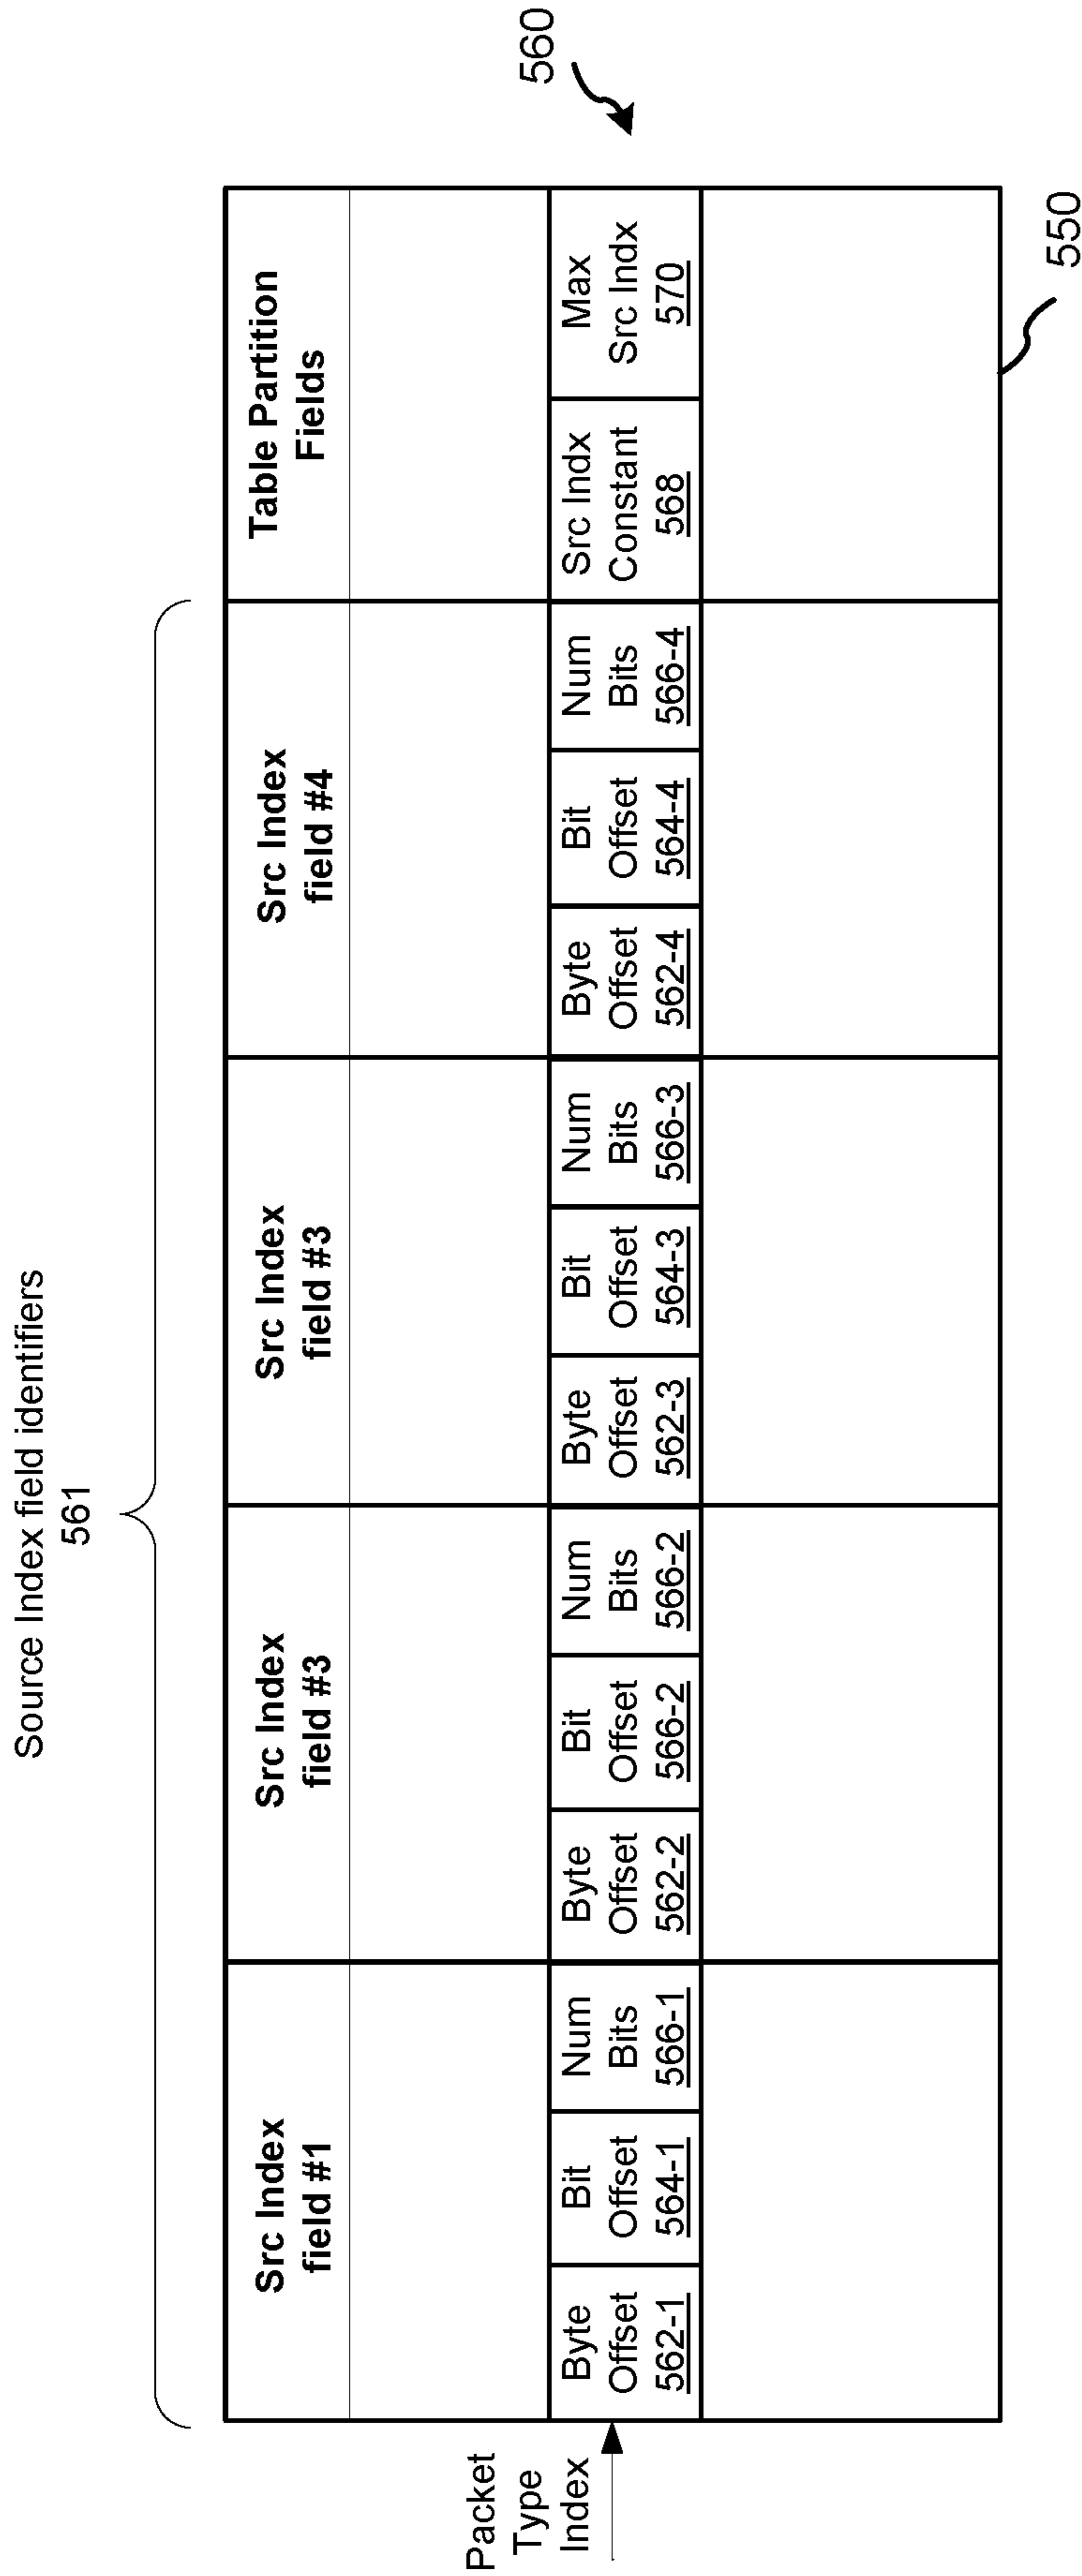 Source Index field identifiers
561
Src Index
field #1
Src Index
field #3
Src Index
field #3
Src Index
field #4
Table Partition
Fields
Packet
Type
Index
Byte
Offset
562-1
Bit
Offset
564-1
Num
Bits
566-1
Byte
Offset
562-2
Bit
Offset
566-2
Num
Bits
566-2
Byte
Offset
562-3
Bit
Offset
564-3
Num
Bits
566-3
Byte
Offset
562-4
Bit
Offset
564-4
Num
Bits
566-4
Src Indx
Constant
568
Max
Src Indx
570
560
550